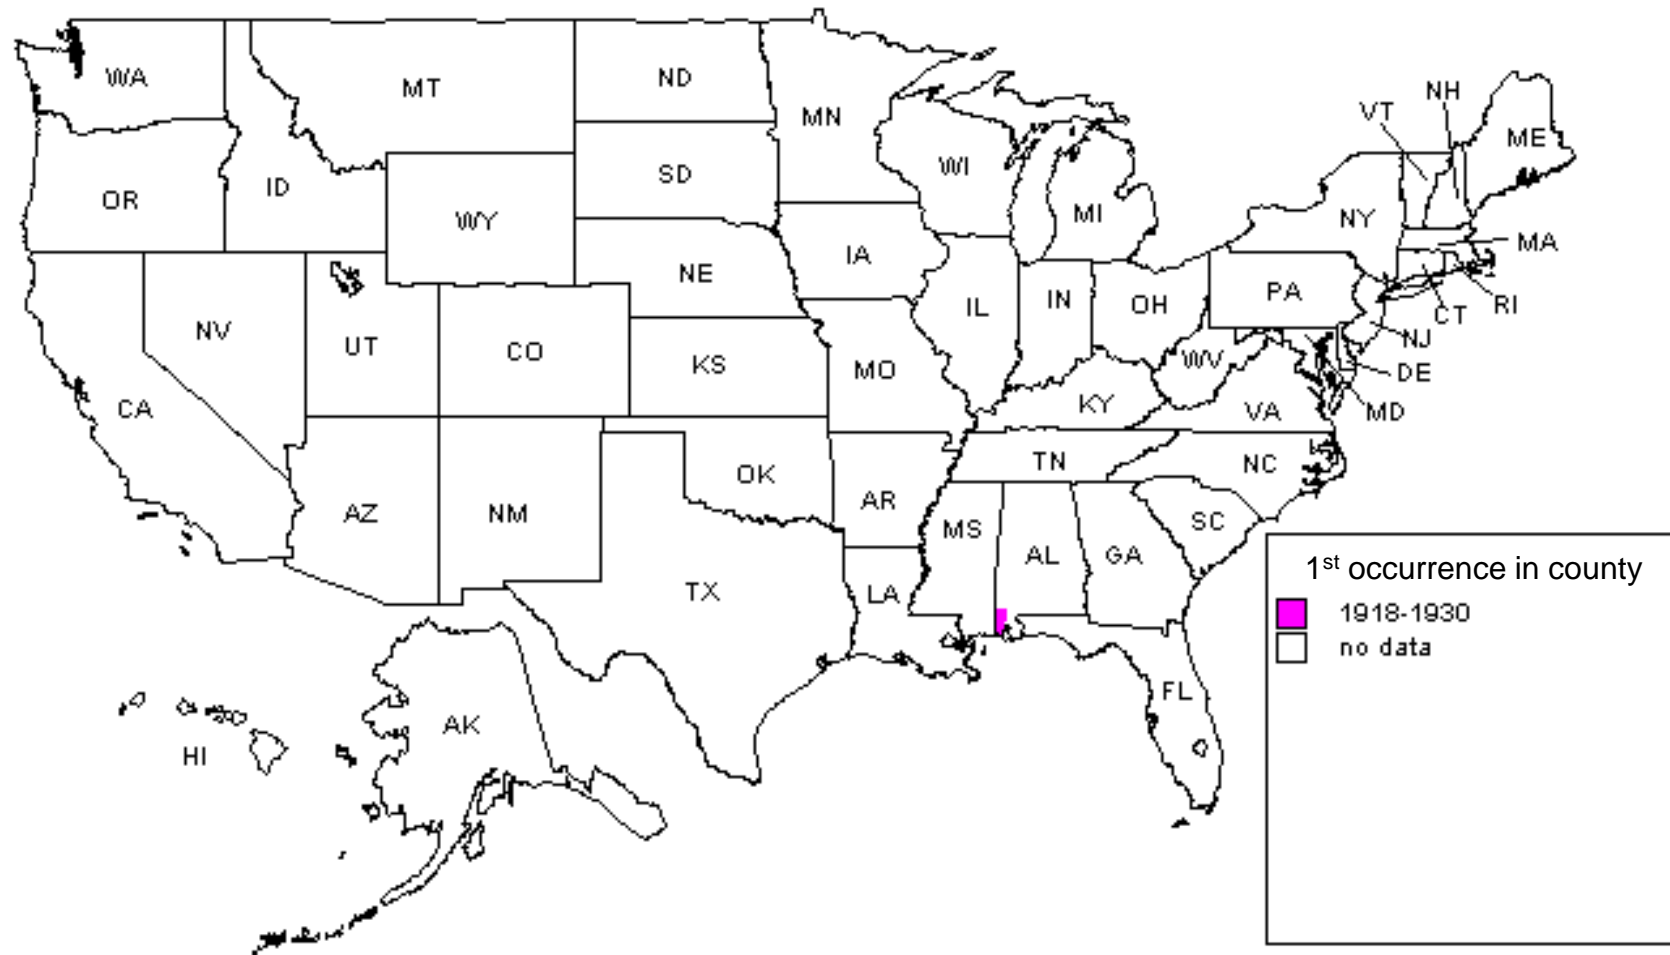 WA
MT
ND
MN
NH
VT
ME
OR
ID
SD
WI
WY
MI
NY
MA
IA
NE
PA
NV
IL
IN
OH
RI
CT
UT
CO
NJ
KS
MO
WV
DE
CA
KY
VA
MD
TN
NC
OK
AZ
NM
AR
MS
SC
AL
GA
TX
LA
1st occurrence in county
1918-1930
no data
FL
AK
HI